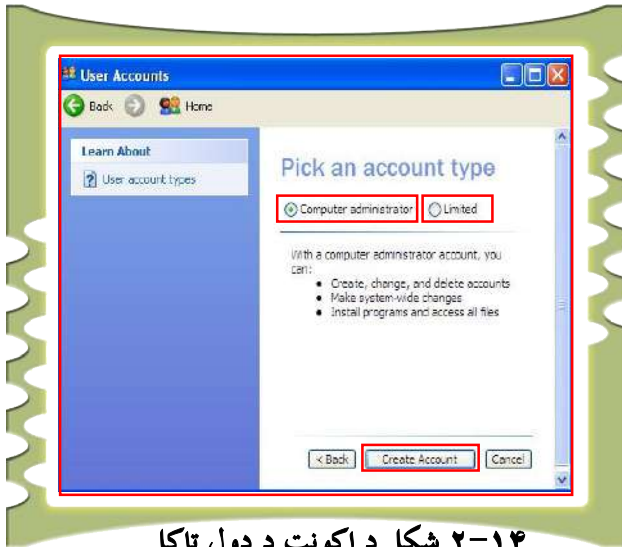 User Accounts
Back Home
Learn About
User account types
Pick an account type
Computer administrator Limited
With a computer administrator account, you
can:
Create, change, and delete accounts
Make system-wide changes
Install programs and access all files
< Back Create Account Cancel
۲-۱۴ شکل د اکونټ د ډول ټاکل